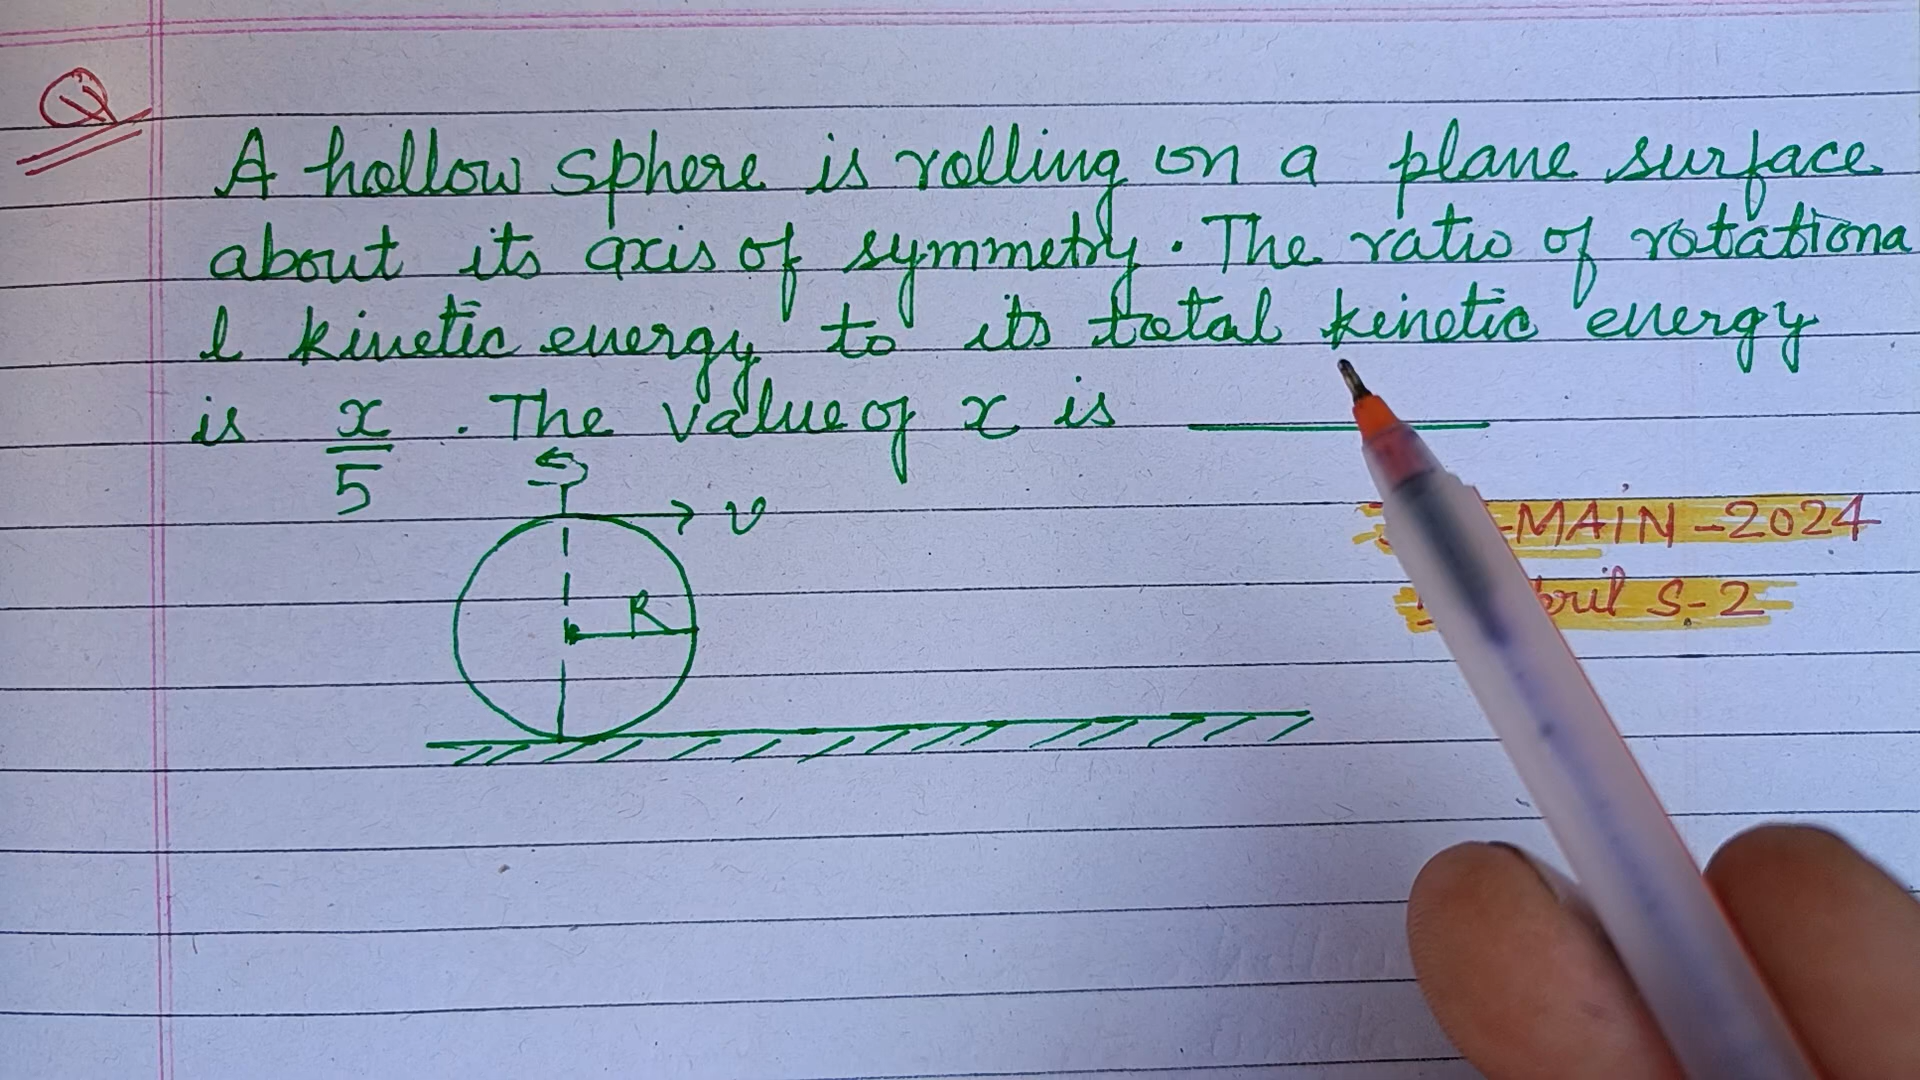 Q
A hollow sphere is rolling on a plane surface
about its axis of symmetry. The ratio of rotationa
l kinetic energy to its total kinetic energy
is x/5 . The value of x is ______
v
R
-MAIN-2024
S-2